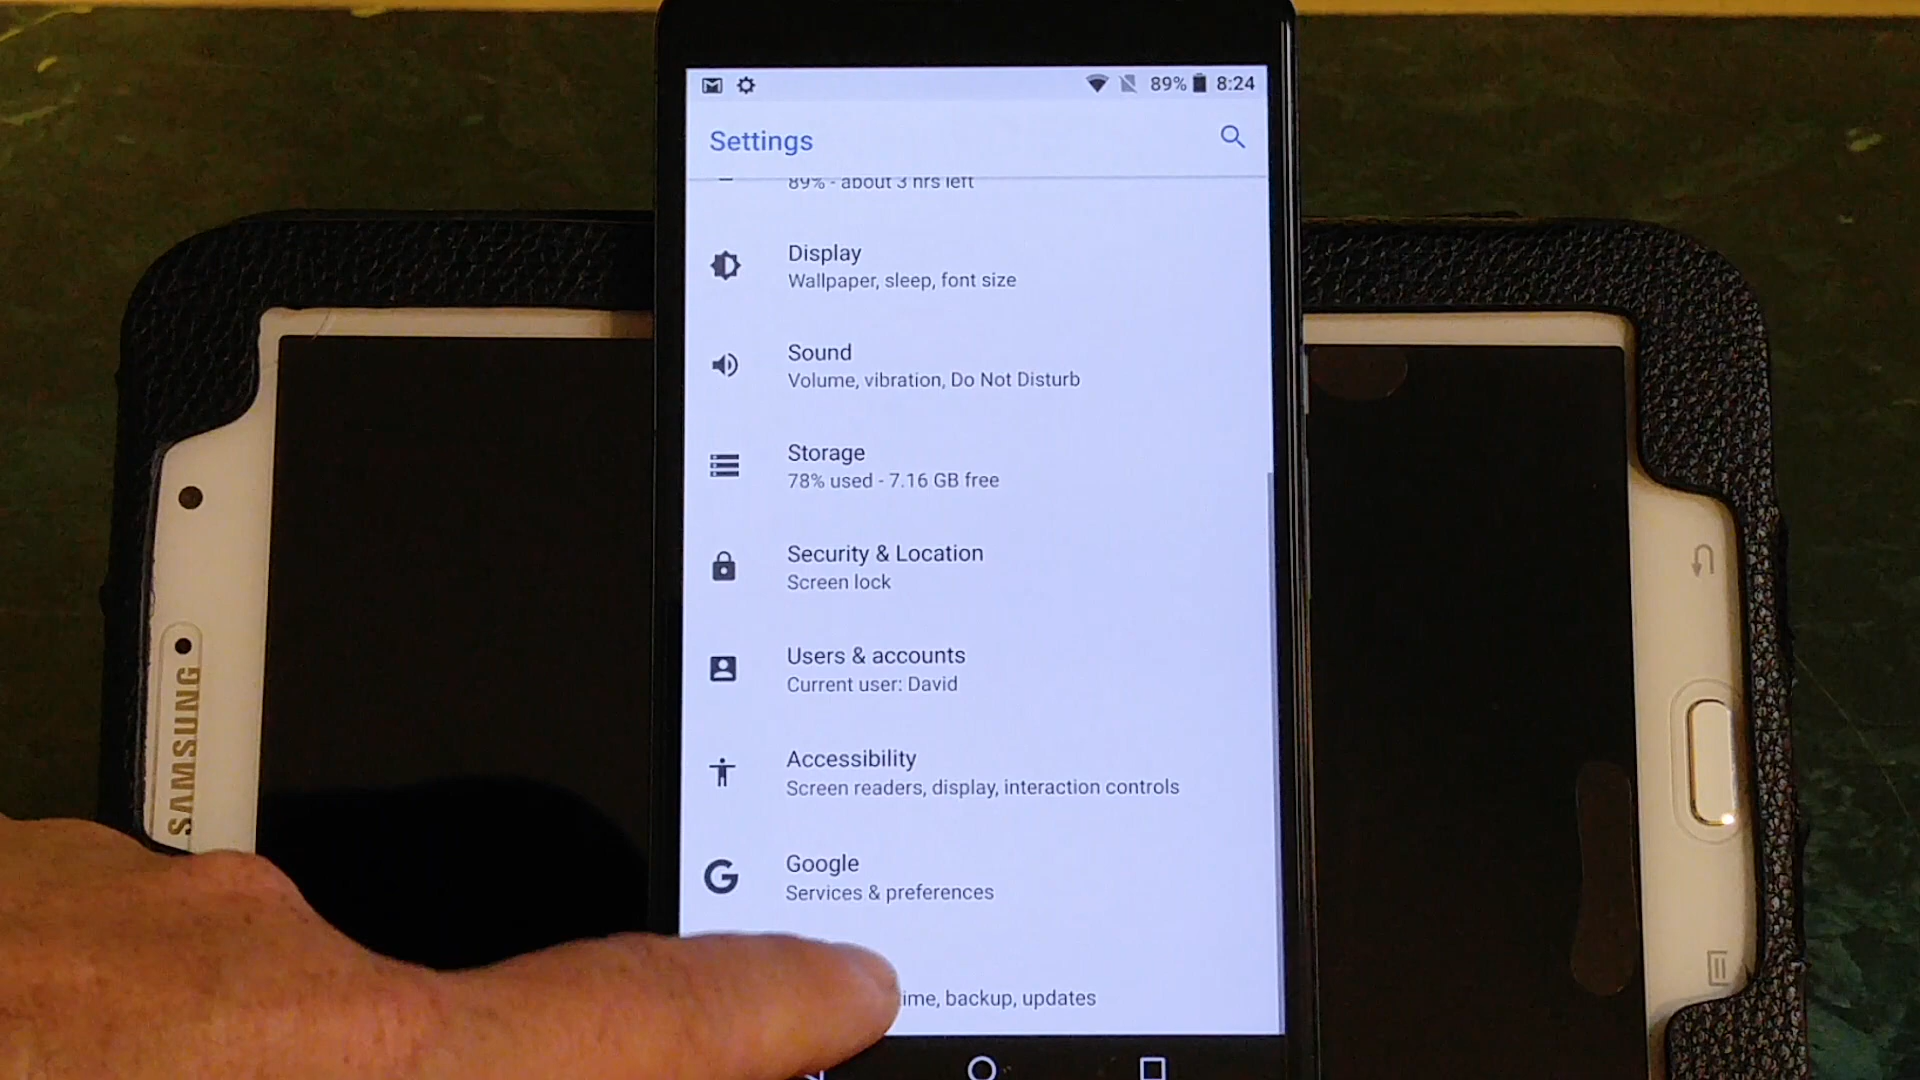 89% 8:24
Settings
89% - about 3 hrs left
Display
Wallpaper, sleep, font size
Sound
Volume, vibration, Do Not Disturb
Storage
78% used - 7.16 GB free
Security & Location
Screen lock
Users & accounts
Current user: David
Accessibility
Screen readers, display, interaction controls
Google
Services & preferences
ime, backup, updates
SAMSUNG